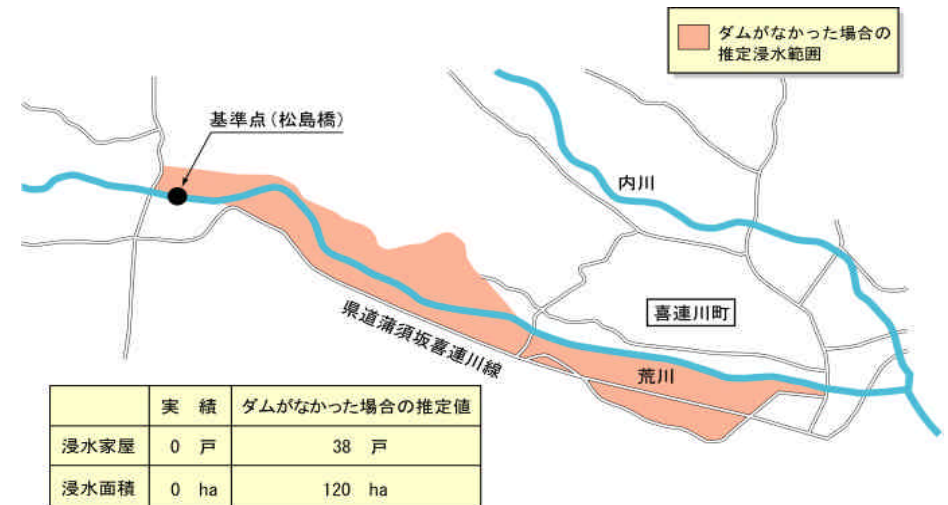 ダムがなかった場合の
推定浸水範囲
基準点(松島橋)
内川
喜連川町
県道蒲須坂喜連川線
荒川
実 績 ダムがなかった場合の推定値
浸水家屋 0 戸 38 戸
浸水面積 0 ha 120 ha